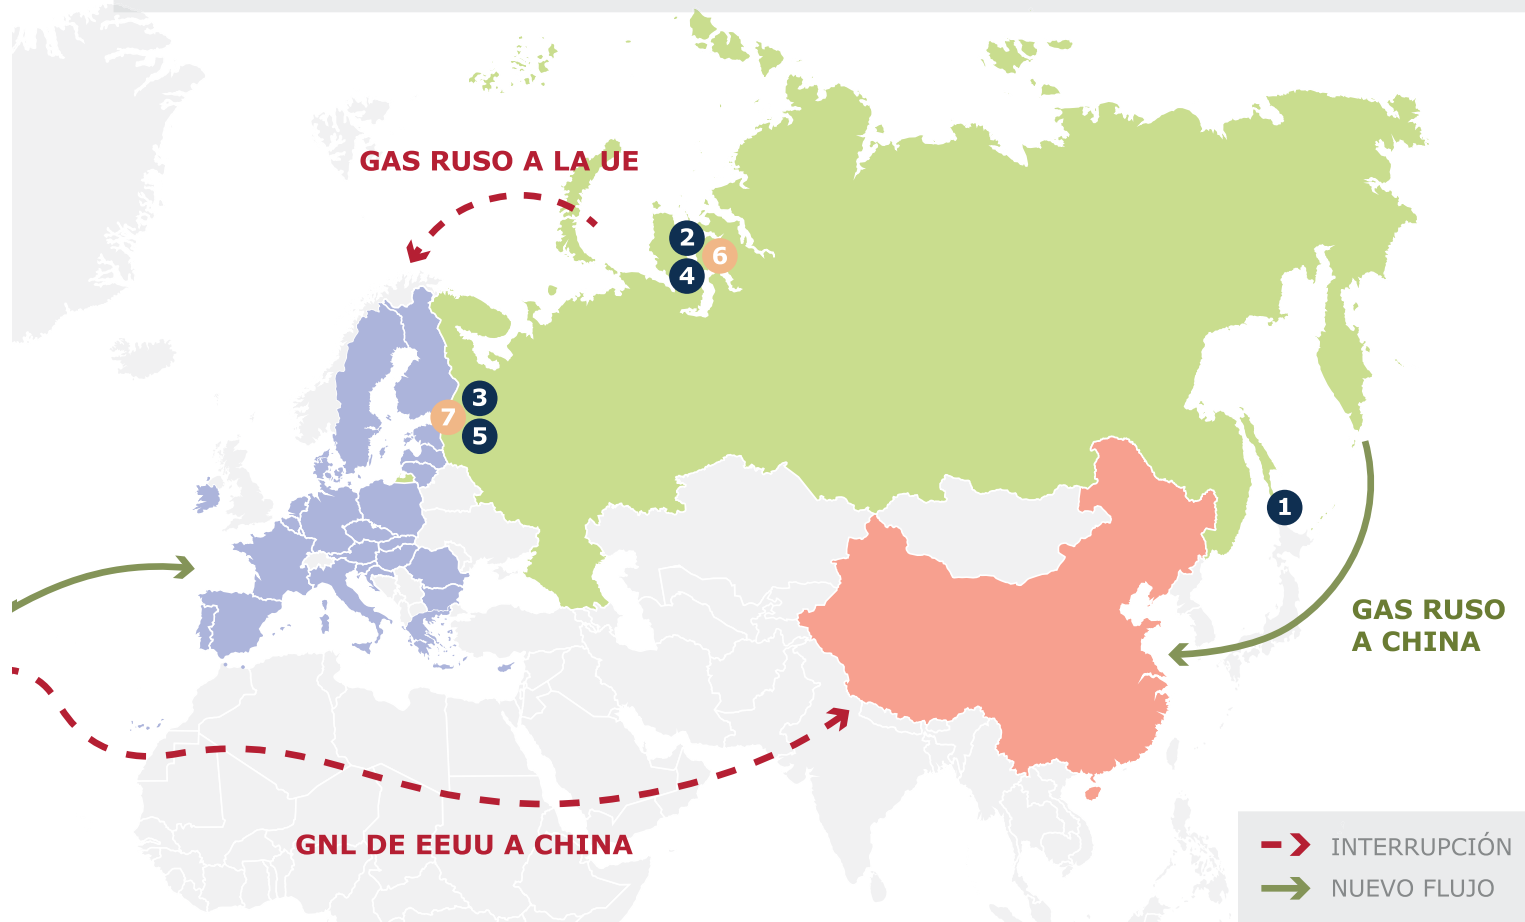 GAS RUSO A LA UE
2
6
4
3
7
5
1
GAS RUSO
A CHINA
GNL DE EEUU A CHINA
INTERRUPCIÓN
NUEVO FLUJO